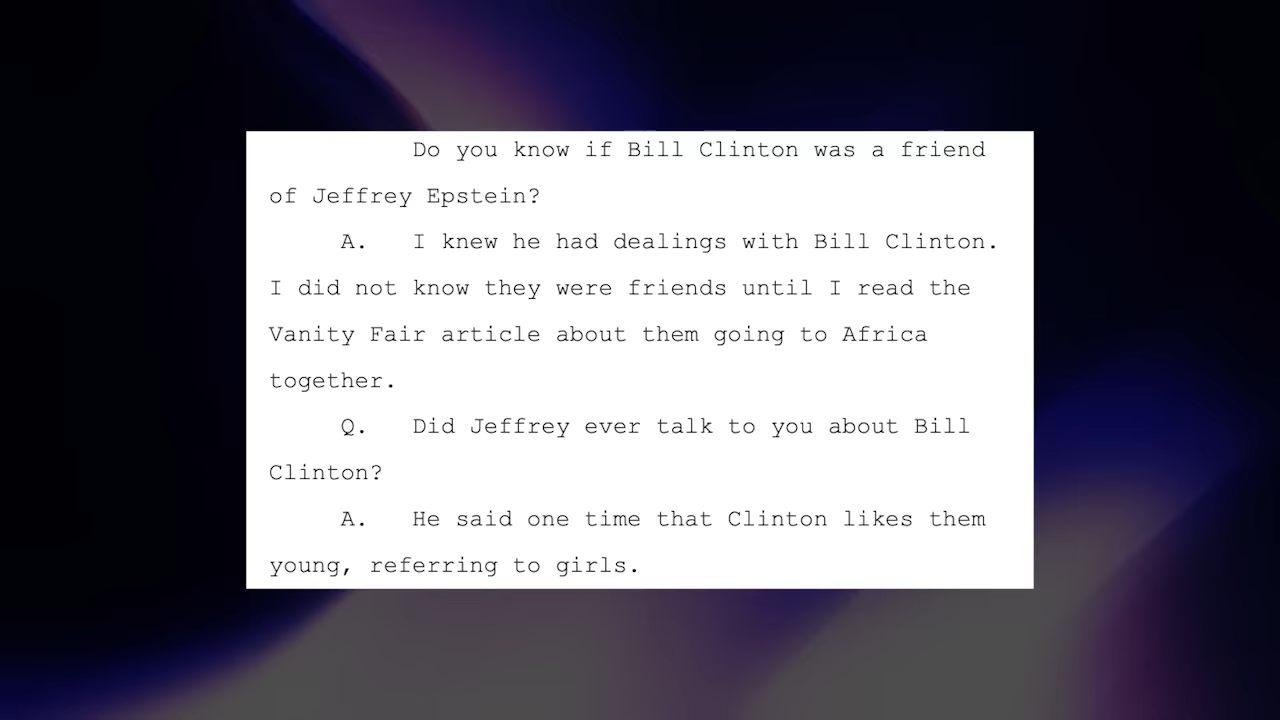 Do you know if Bill Clinton was a friend
of Jeffrey Epstein?
A. I knew he had dealings with Bill Clinton.
I did not know they were friends until I read the
Vanity Fair article about them going to Africa
together.
Q. Did Jeffrey ever talk to you about Bill
Clinton?
A. He said one time that Clinton likes them
young, referring to girls.